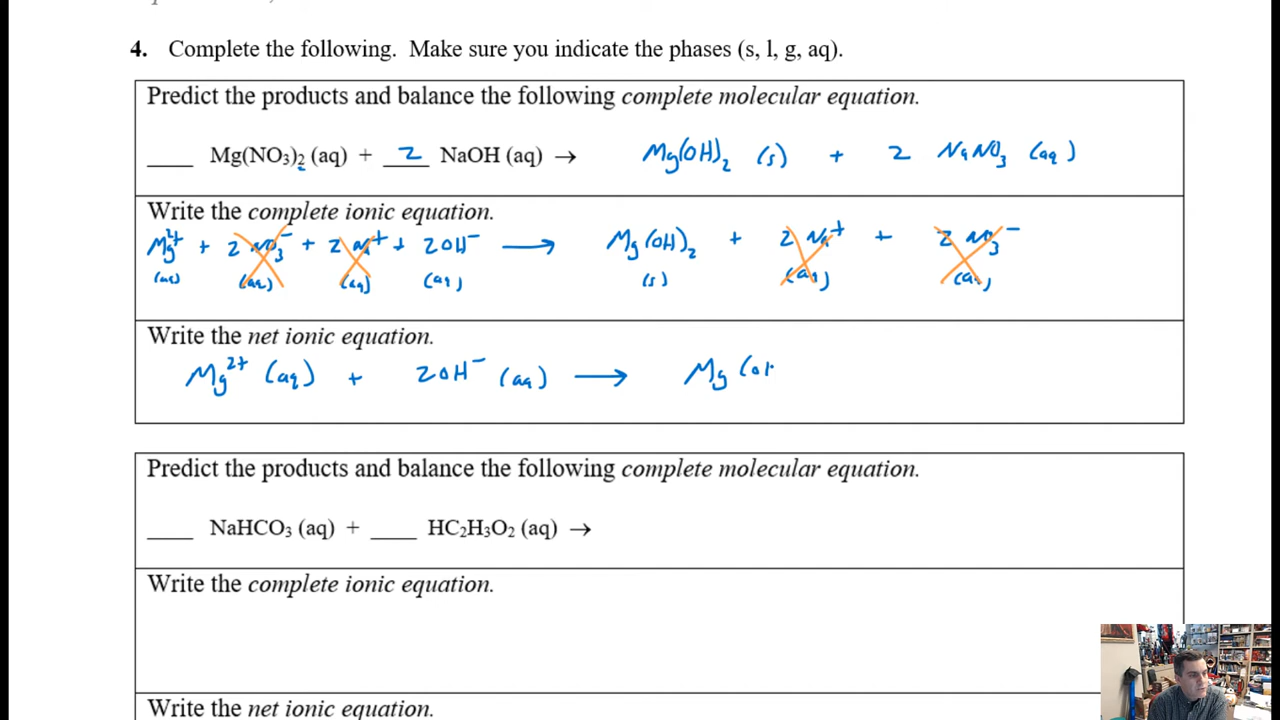 4. Complete the following. Make sure you indicate the phases (s, l, g, aq).
Predict the products and balance the following complete molecular equation.
____ Mg(NO₃)₂ (aq) + 2 NaOH (aq) → Mg(OH)₂ (s) + 2 NaNO₃ (aq)
Write the complete ionic equation.
Mg²⁺ + 2 NO₃⁻ + 2 Na⁺ + 2OH⁻ → Mg(OH)₂ + 2 Na⁺ + 2 NO₃⁻
(aq) (aq) (aq) (aq) (s) (aq) (aq)
Write the net ionic equation.
Mg²⁺ (aq) + 2OH⁻ (aq) → Mg (OH
Predict the products and balance the following complete molecular equation.
____ NaHCO₃ (aq) + ____ HC₂H₃O₂ (aq) →
Write the complete ionic equation.
Write the net ionic equation.